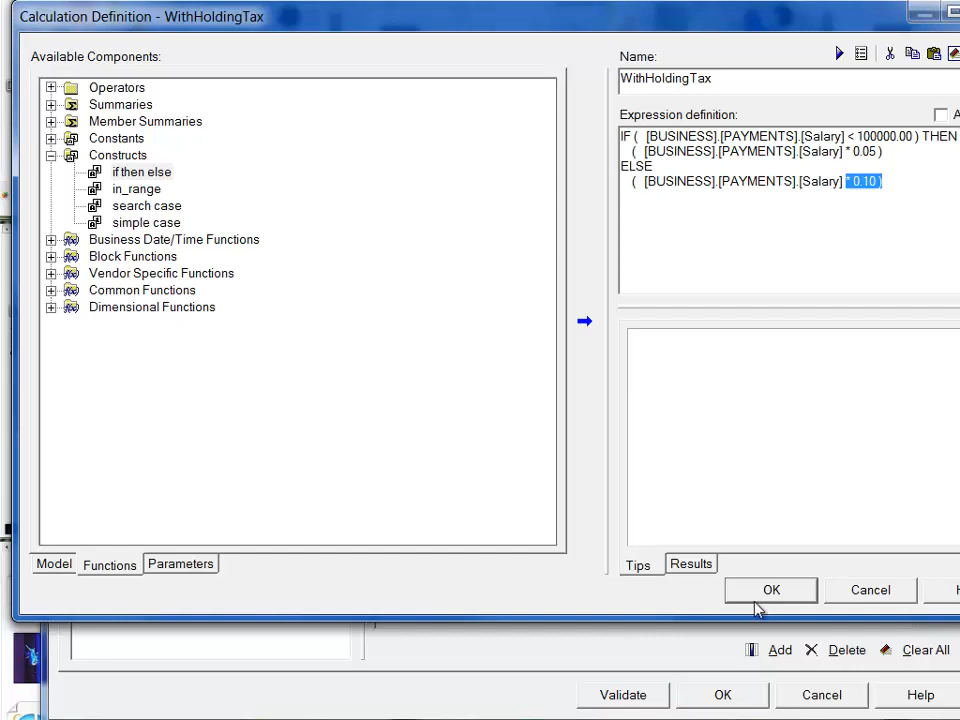 Calculation Definition - WithHoldingTax
Available Components:
Operators
Summaries
Member Summaries
Constants
Constructs
if then else
in_range
search case
simple case
Business Date/Time Functions
Block Functions
Vendor Specific Functions
Common Functions
Dimensional Functions
Model
Functions
Parameters
Name:
WithHoldingTax
Expression definition:
A
IF ( [BUSINESS].[PAYMENTS].[Salary] < 100000.00 ) THEN
( [BUSINESS].[PAYMENTS].[Salary] * 0.05 )
ELSE
( [BUSINESS].[PAYMENTS].[Salary] * 0.10 )
Tips
Results
OK
Cancel
H
Add
Delete
Clear All
Validate
OK
Cancel
Help